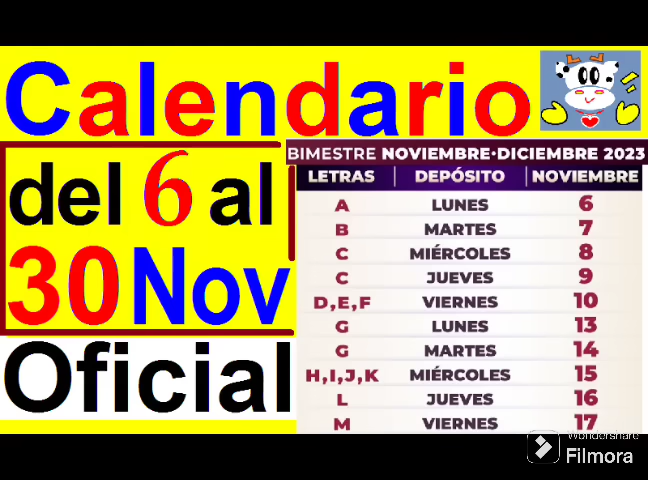 Calendario
del 6 al
30 Nov
Oficial
BIMESTRE NOVIEMBRE•DICIEMBRE 2023
LETRAS DEPÓSITO NOVIEMBRE
A LUNES 6
B MARTES 7
C MIÉRCOLES 8
C JUEVES 9
D,E,F VIERNES 10
G LUNES 13
G MARTES 14
H,I,J,K MIÉRCOLES 15
L JUEVES 16
M VIERNES 17
Wondershare
Filmora